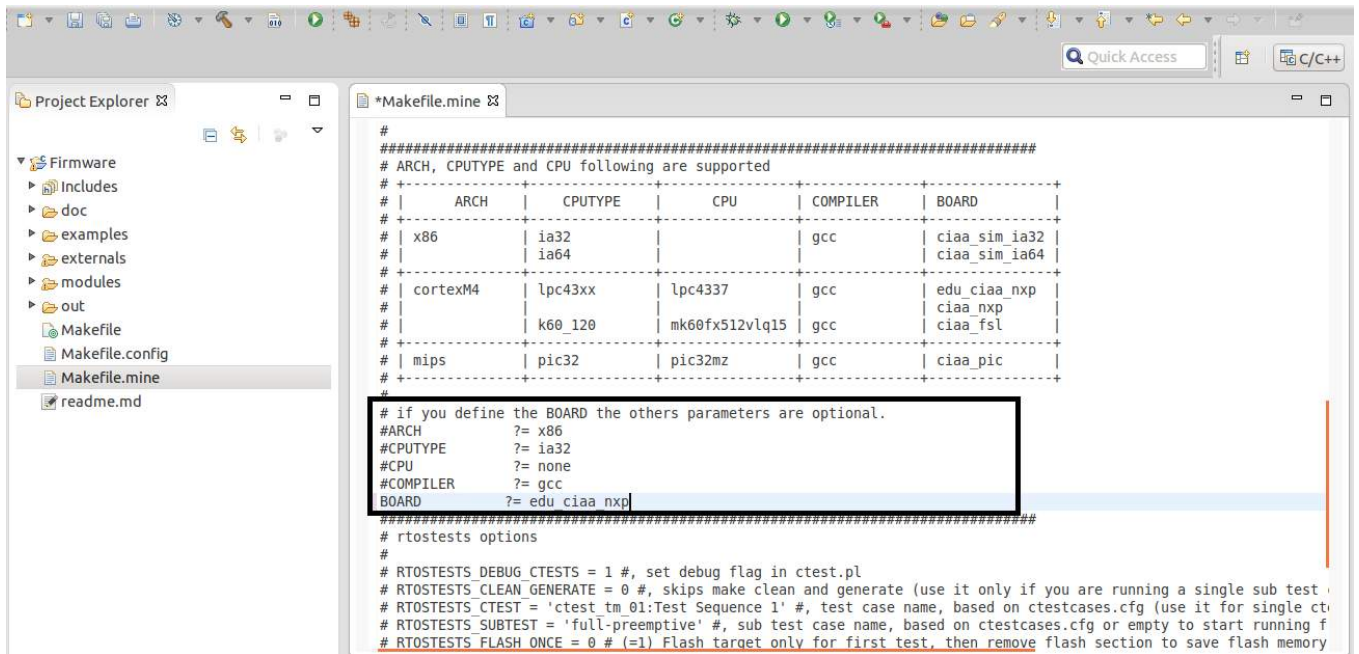 Quick Access
C/C++
Project Explorer
Firmware
Includes
doc
examples
externals
modules
out
Makefile
Makefile.config
Makefile.mine
readme.md
*Makefile.mine
#
###############################################################################
# ARCH, CPUTYPE and CPU following are supported
# +--------------+---------------+----------------+--------------+---------------+
# |     ARCH    |    CPUTYPE    |      CPU       | COMPILER     | BOARD         |
# +--------------+---------------+----------------+--------------+---------------+
# | x86          | ia32          |                | gcc          | ciaa_sim_ia32 |
# |              | ia64          |                |              | ciaa_sim_ia64 |
# +--------------+---------------+----------------+--------------+---------------+
# | cortexM4     | lpc43xx       | lpc4337        | gcc          | edu_ciaa_nxp  |
# |              |               |                |              | ciaa_nxp      |
# |              | k60_120       | mk60fx512vlq15 | gcc          | ciaa_fsl      |
# +--------------+---------------+----------------+--------------+---------------+
# | mips         | pic32         | pic32mz        | gcc          | ciaa_pic      |
# +--------------+---------------+----------------+--------------+---------------+
#
# if you define the BOARD the others parameters are optional.
#ARCH           ?= x86
#CPUTYPE        ?= ia32
#CPU            ?= none
#COMPILER       ?= gcc
BOARD          ?= edu_ciaa_nxp
###############################################################################
# rtostests options
#
# RTOSTESTS_DEBUG_CTESTS = 1 #, set debug flag in ctest.pl
# RTOSTESTS_CLEAN_GENERATE = 0 #, skips make clean and generate (use it only if you are running a single sub test
# RTOSTESTS_CTEST = 'ctest_tm_01:Test Sequence 1' #, test case name, based on ctestcases.cfg (use it for single
# RTOSTESTS_SUBTEST = 'full-preemptive' #, sub test case name, based on ctestcases.cfg or empty to start running
# RTOSTESTS_FLASH_ONCE = 0 # (=1) Flash target only for first test, then remove flash section to save flash memory